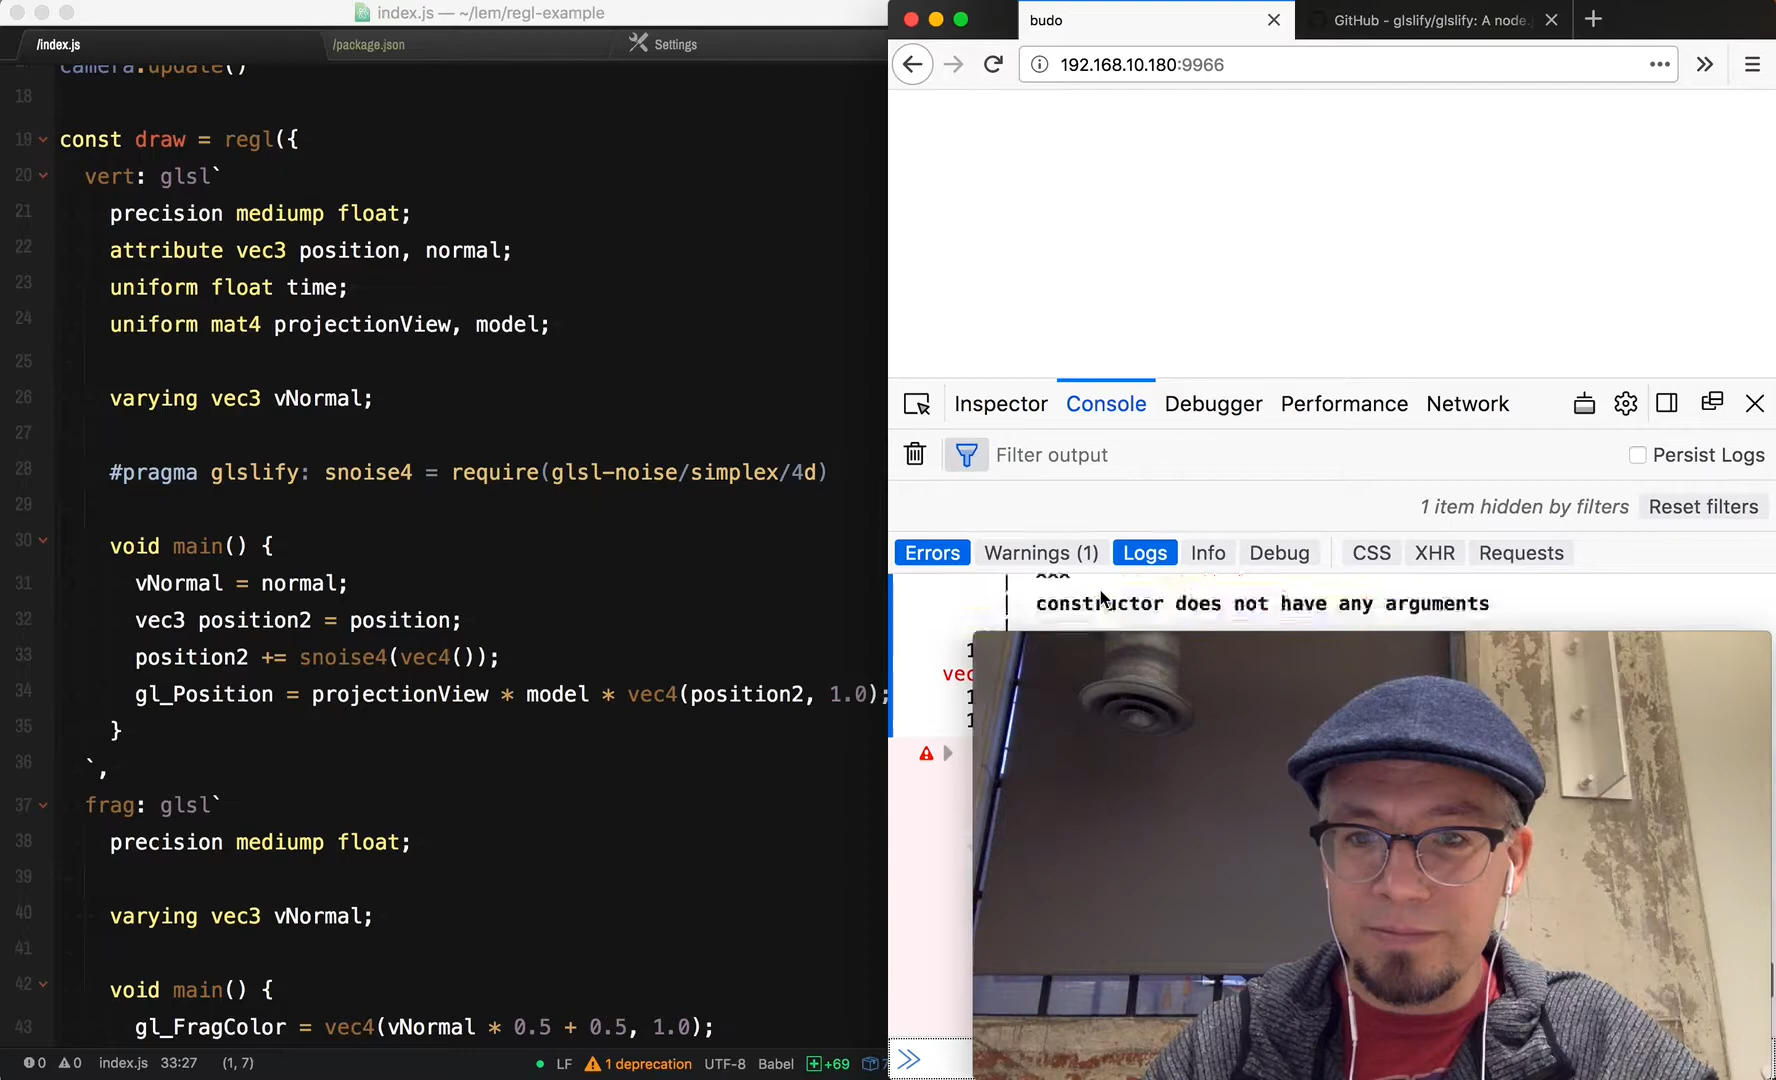 index.js — ~/lem/regl-example
/index.js
/package.json
Settings
camera.update()
18
19 const draw = regl({
20 vert: glsl`
21 precision mediump float;
22 attribute vec3 position, normal;
23 uniform float time;
24 uniform mat4 projectionView, model;
25
26 varying vec3 vNormal;
27
28 #pragma glslify: snoise4 = require(glsl-noise/simplex/4d)
29
30 void main() {
31 vNormal = normal;
32 vec3 position2 = position;
33 position2 += snoise4(vec4());
34 gl_Position = projectionView * model * vec4(position2, 1.0);
35 }
36 `,
37 frag: glsl`
38 precision mediump float;
39
40 varying vec3 vNormal;
41
42 void main() {
43 gl_FragColor = vec4(vNormal * 0.5 + 0.5, 1.0);
0 0 index.js 33:27 (1, 7) LF 1 deprecation UTF-8 Babel +69
budo
GitHub - glslify/glslify: A node.
192.168.10.180:9966
Inspector Console Debugger Performance Network
Filter output
Persist Logs
1 item hidden by filters Reset filters
Errors Warnings (1) Logs Info Debug CSS XHR Requests
^^^
constructor does not have any arguments